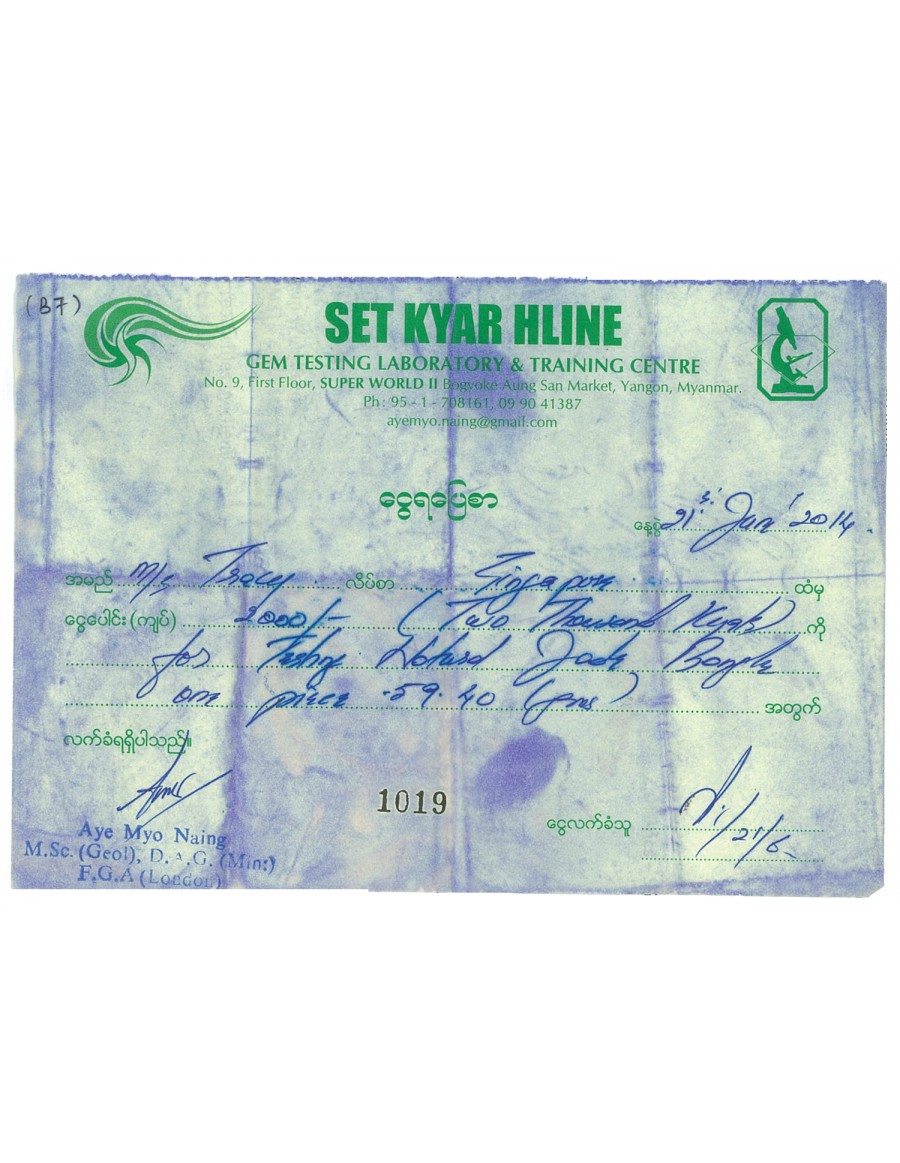 (B7)
SET KYAR HLINE
GEM TESTING LABORATORY & TRAINING CENTRE
No. 9, First Floor, SUPER WORLD II Bogyoke Aung San Market, Yangon, Myanmar.
Ph : 95 - 1 - 708161, 09 90 41387
ayemyo.naing@gmail.com
ငွေရပြေစာ
နေ့စွဲ 21st Jan' 2014.
အမည် M/s Tracey လိပ်စာ Singapore ထံမှ
ငွေပေါင်း (ကျပ်) 2000/- (Two Thousand Kyats) ကို
for Testing Jade Bangle
one piece 59.40 (gms) အတွက်
လက်ခံရရှိပါသည်။
1019
ငွေလက်ခံသူ
Aye Myo Naing
M.Sc. (Geol), D.A.G. (Min:)
F.G.A (London)